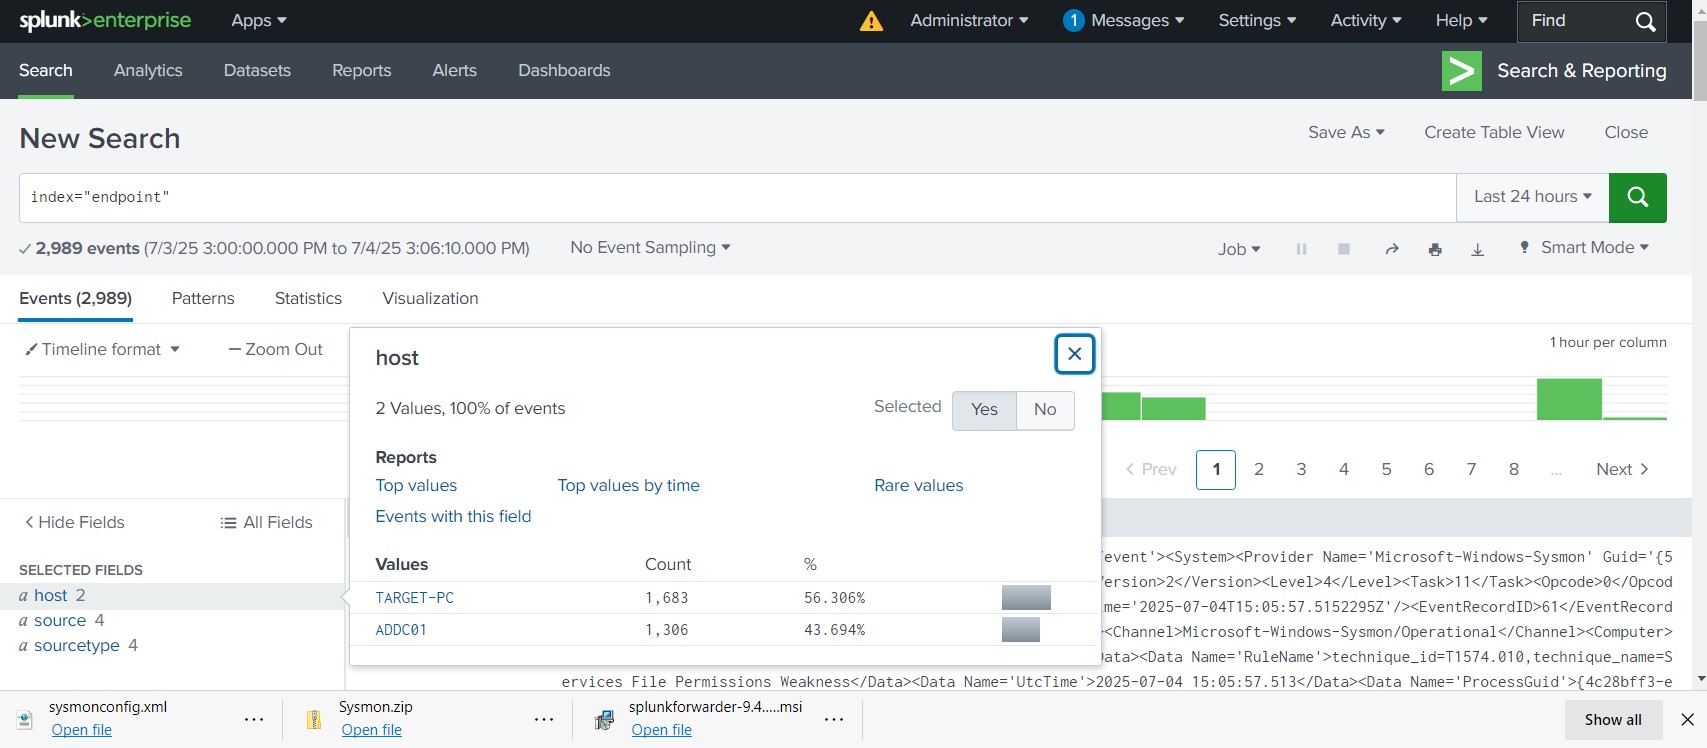 splunk>enterprise Apps Administrator 1 Messages Settings Activity Help Find
Search Analytics Datasets Reports Alerts Dashboards Search & Reporting
New Search Save As Create Table View Close
index="endpoint" Last 24 hours
2,989 events (7/3/25 3:00:00.000 PM to 7/4/25 3:06:10.000 PM) No Event Sampling Job Smart Mode
Events (2,989) Patterns Statistics Visualization
Timeline format — Zoom Out 1 hour per column
host
2 Values, 100% of events Selected Yes No
Reports
Top values Top values by time Rare values
Events with this field
Values Count %
TARGET-PC 1,683 56.306%
ADDC01 1,306 43.694%
< Prev 1 2 3 4 5 6 7 8 ... Next >
< Hide Fields All Fields
SELECTED FIELDS
a host 2
a source 4
a sourcetype 4
event'><System><Provider Name='Microsoft-Windows-Sysmon' Guid='{5
Version>2</Version><Level>4</Level><Task>11</Task><Opcode>0</Opcod
me='2025-07-04T15:05:57.5152295Z'/><EventRecordID>61</EventRecord
><Channel>Microsoft-Windows-Sysmon/Operational</Channel><Computer>
ata><Data Name='RuleName'>technique_id=T1574.010,technique_name=S
ervices File Permissions Weakness</Data><Data Name='UtcTime'>2025-07-04 15:05:57.513</Data><Data Name='ProcessGuid'>{4c28bff3-e
sysmonconfig.xml ... Sysmon.zip ... splunkforwarder-9.4.....msi ... Show all
Open file Open file Open file